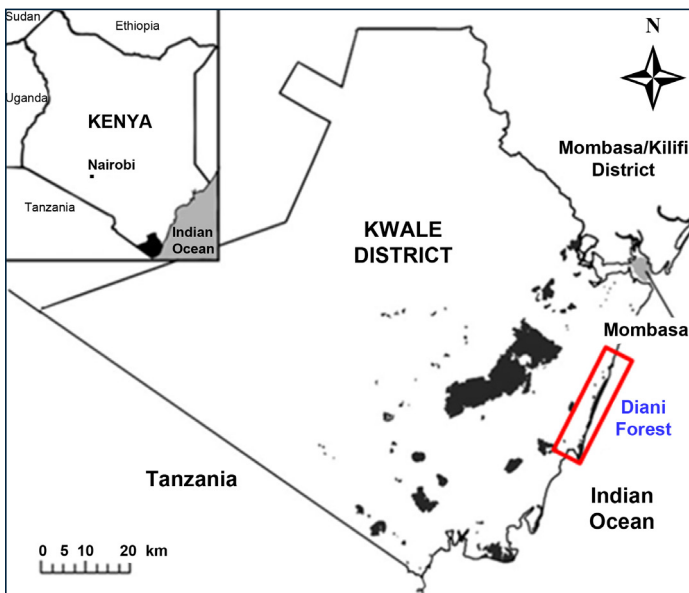 Sudan
Ethiopia
Uganda
KENYA
Nairobi
Tanzania
Indian
Ocean
N
Mombasa/Kilifi
District
KWALE
DISTRICT
Mombasa
Diani
Forest
Tanzania
Indian
Ocean
0 5 10 20 km